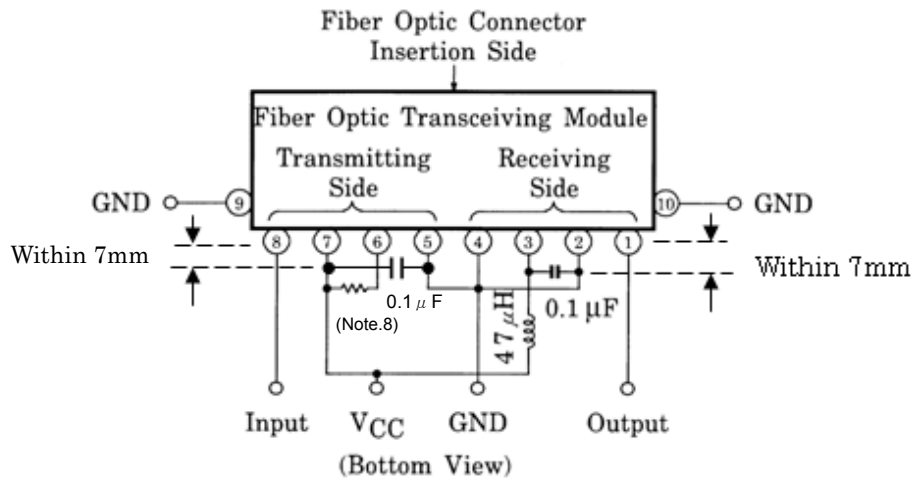 Fiber Optic Connector
Insertion Side
Fiber Optic Transceiving Module
Transmitting
Side
Receiving
Side
GND
9
10
GND
8
7
6
5
4
3
2
1
Within 7mm
Within 7mm
0.1 μ F
(Note.8)
47 μH
0.1 μF
Input
VCC
GND
Output
(Bottom View)